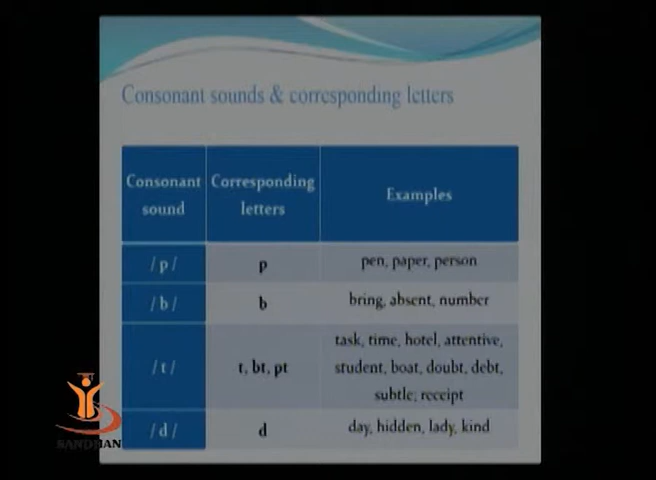 Consonant sounds & corresponding letters
Consonant sound
Corresponding letters
Examples
/p/
p
pen, paper, person
/b/
b
bring, absent, number
/t/
t, bt, pt
task, time, hotel, attentive,
student, boat, doubt, debt,
subtle, receipt
/d/
d
day, hidden, lady, kind
SANDHAN